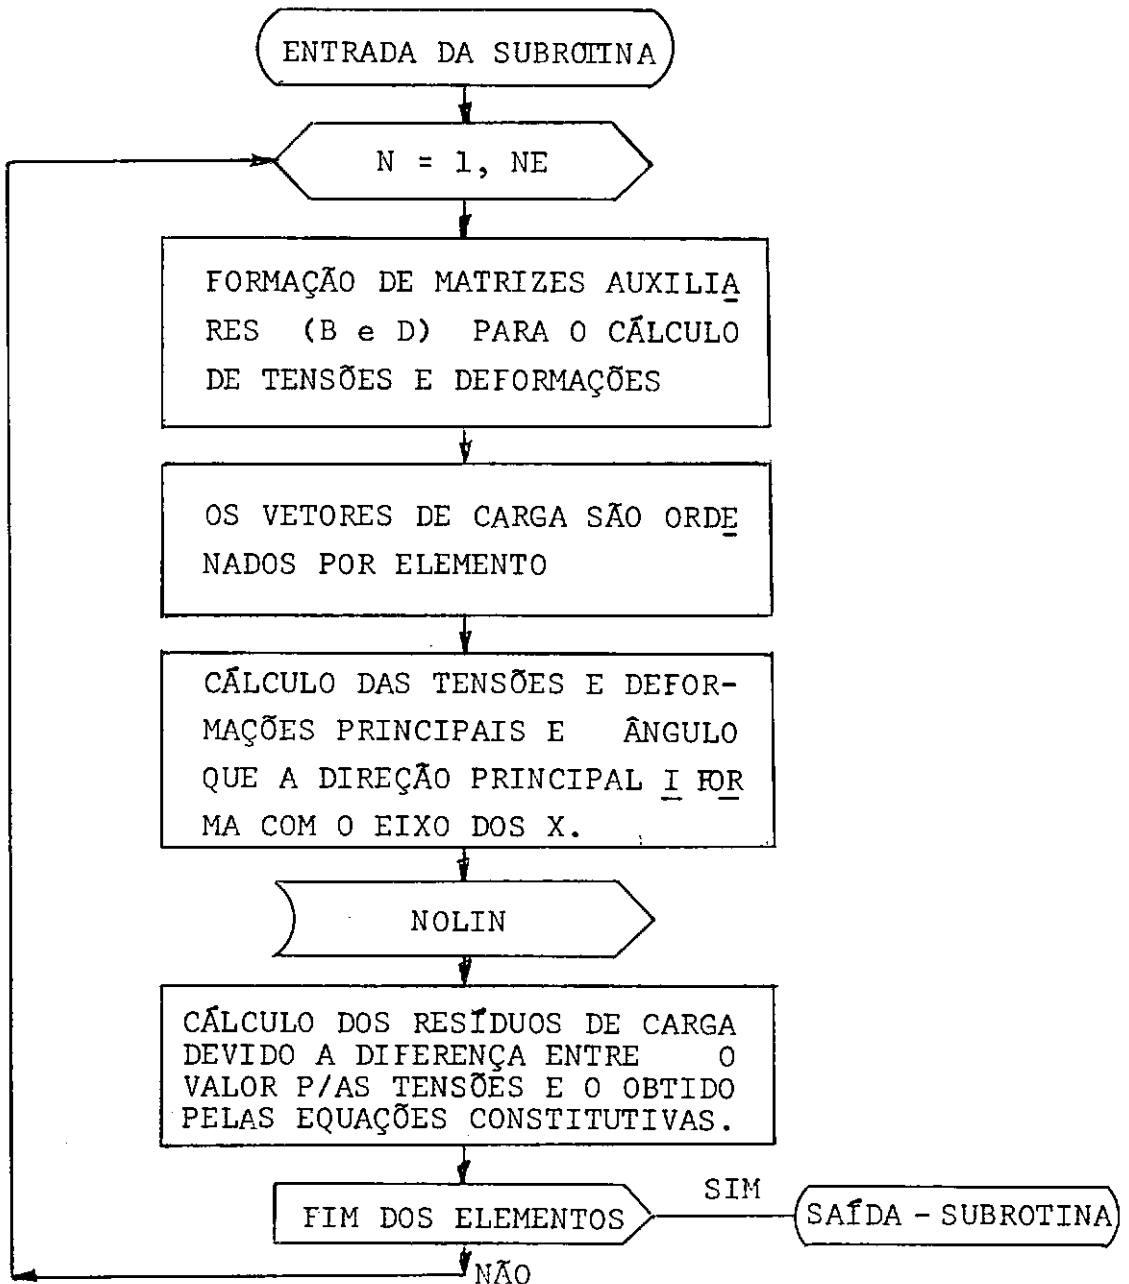 ENTRADA DA SUBROTINA
N = 1, NE
FORMAÇÃO DE MATRIZES AUXILIA
RES (B e D) PARA O CÁLCULO
DE TENSÕES E DEFORMAÇÕES
OS VETORES DE CARGA SÃO ORDE
NADOS POR ELEMENTO
CÁLCULO DAS TENSÕES E DEFOR-
MAÇÕES PRINCIPAIS E ÂNGULO
QUE A DIREÇÃO PRINCIPAL I FOR
MA COM O EIXO DOS X.
NOLIN
CÁLCULO DOS RESÍDUOS DE CARGA
DEVIDO A DIFERENÇA ENTRE O
VALOR P/AS TENSÕES E O OBTIDO
PELAS EQUAÇÕES CONSTITUTIVAS.
FIM DOS ELEMENTOS
SIM
SAÍDA - SUBROTINA
NÃO